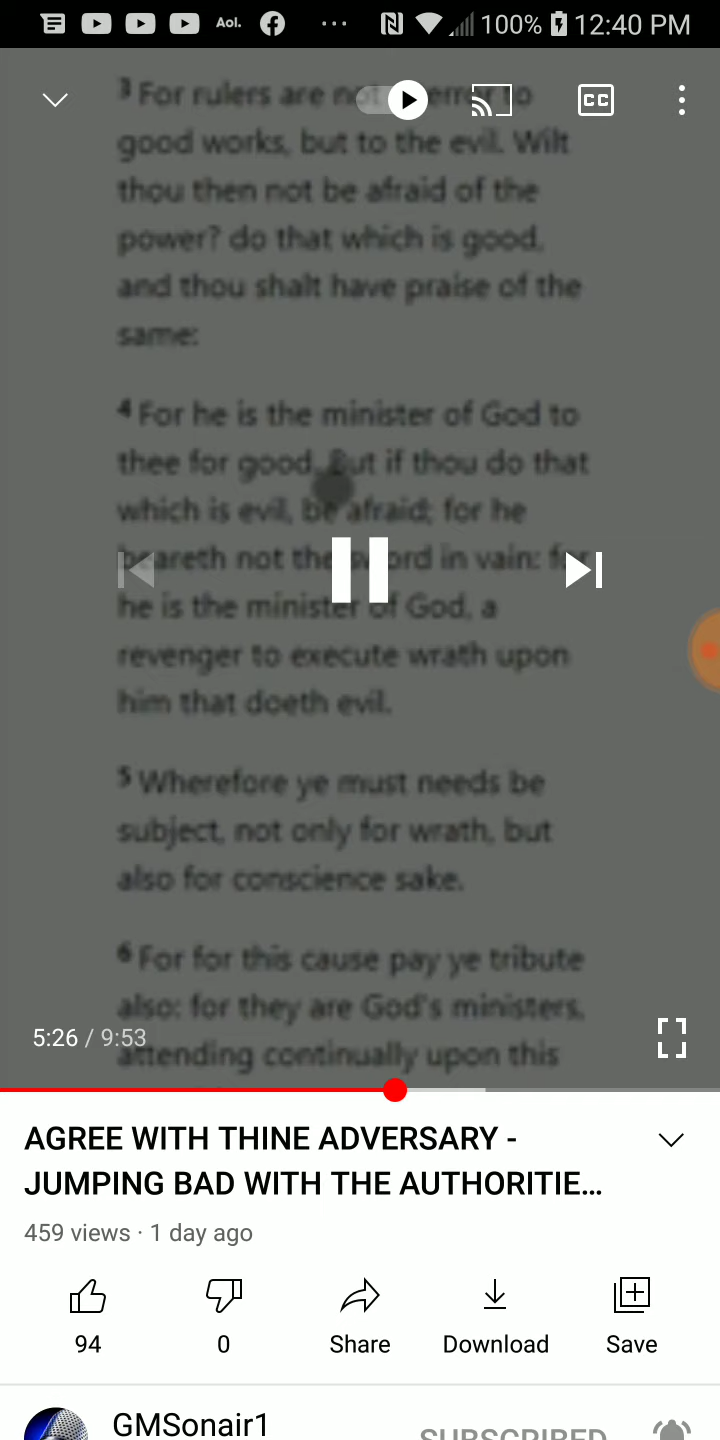 Aol. 100% 12:40 PM
3 For rulers are not a terror to
good works, but to the evil. Wilt
thou then not be afraid of the
power? do that which is good,
and thou shalt have praise of the
same:
4 For he is the minister of God to
thee for good. But if thou do that
which is evil, be afraid; for he
beareth not the sword in vain: for
he is the minister of God, a
revenger to execute wrath upon
him that doeth evil.
5 Wherefore ye must needs be
subject, not only for wrath, but
also for conscience sake.
6 For for this cause pay ye tribute
also: for they are God's ministers,
attending continually upon this
CC
5:26 / 9:53
AGREE WITH THINE ADVERSARY -
JUMPING BAD WITH THE AUTHORITIE...
459 views · 1 day ago
94
0
Share
Download
Save
GMSonair1
SUBSCRIBED